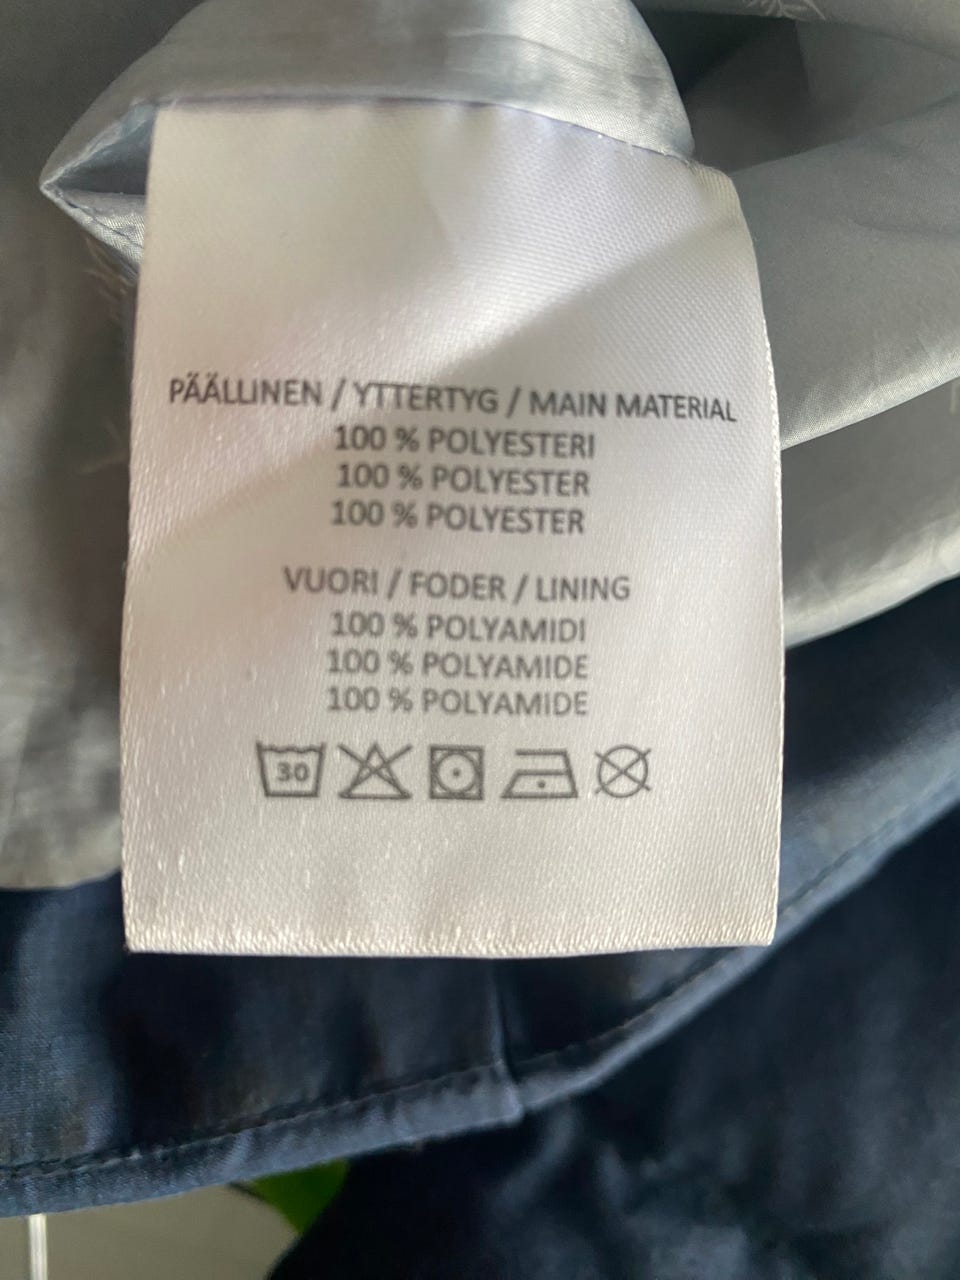 PÄÄLLINEN / YTTERTYG / MAIN MATERIAL
100 % POLYESTERI
100 % POLYESTER
100 % POLYESTER
VUORI / FODER / LINING
100 % POLYAMIDI
100 % POLYAMIDE
100 % POLYAMIDE
30